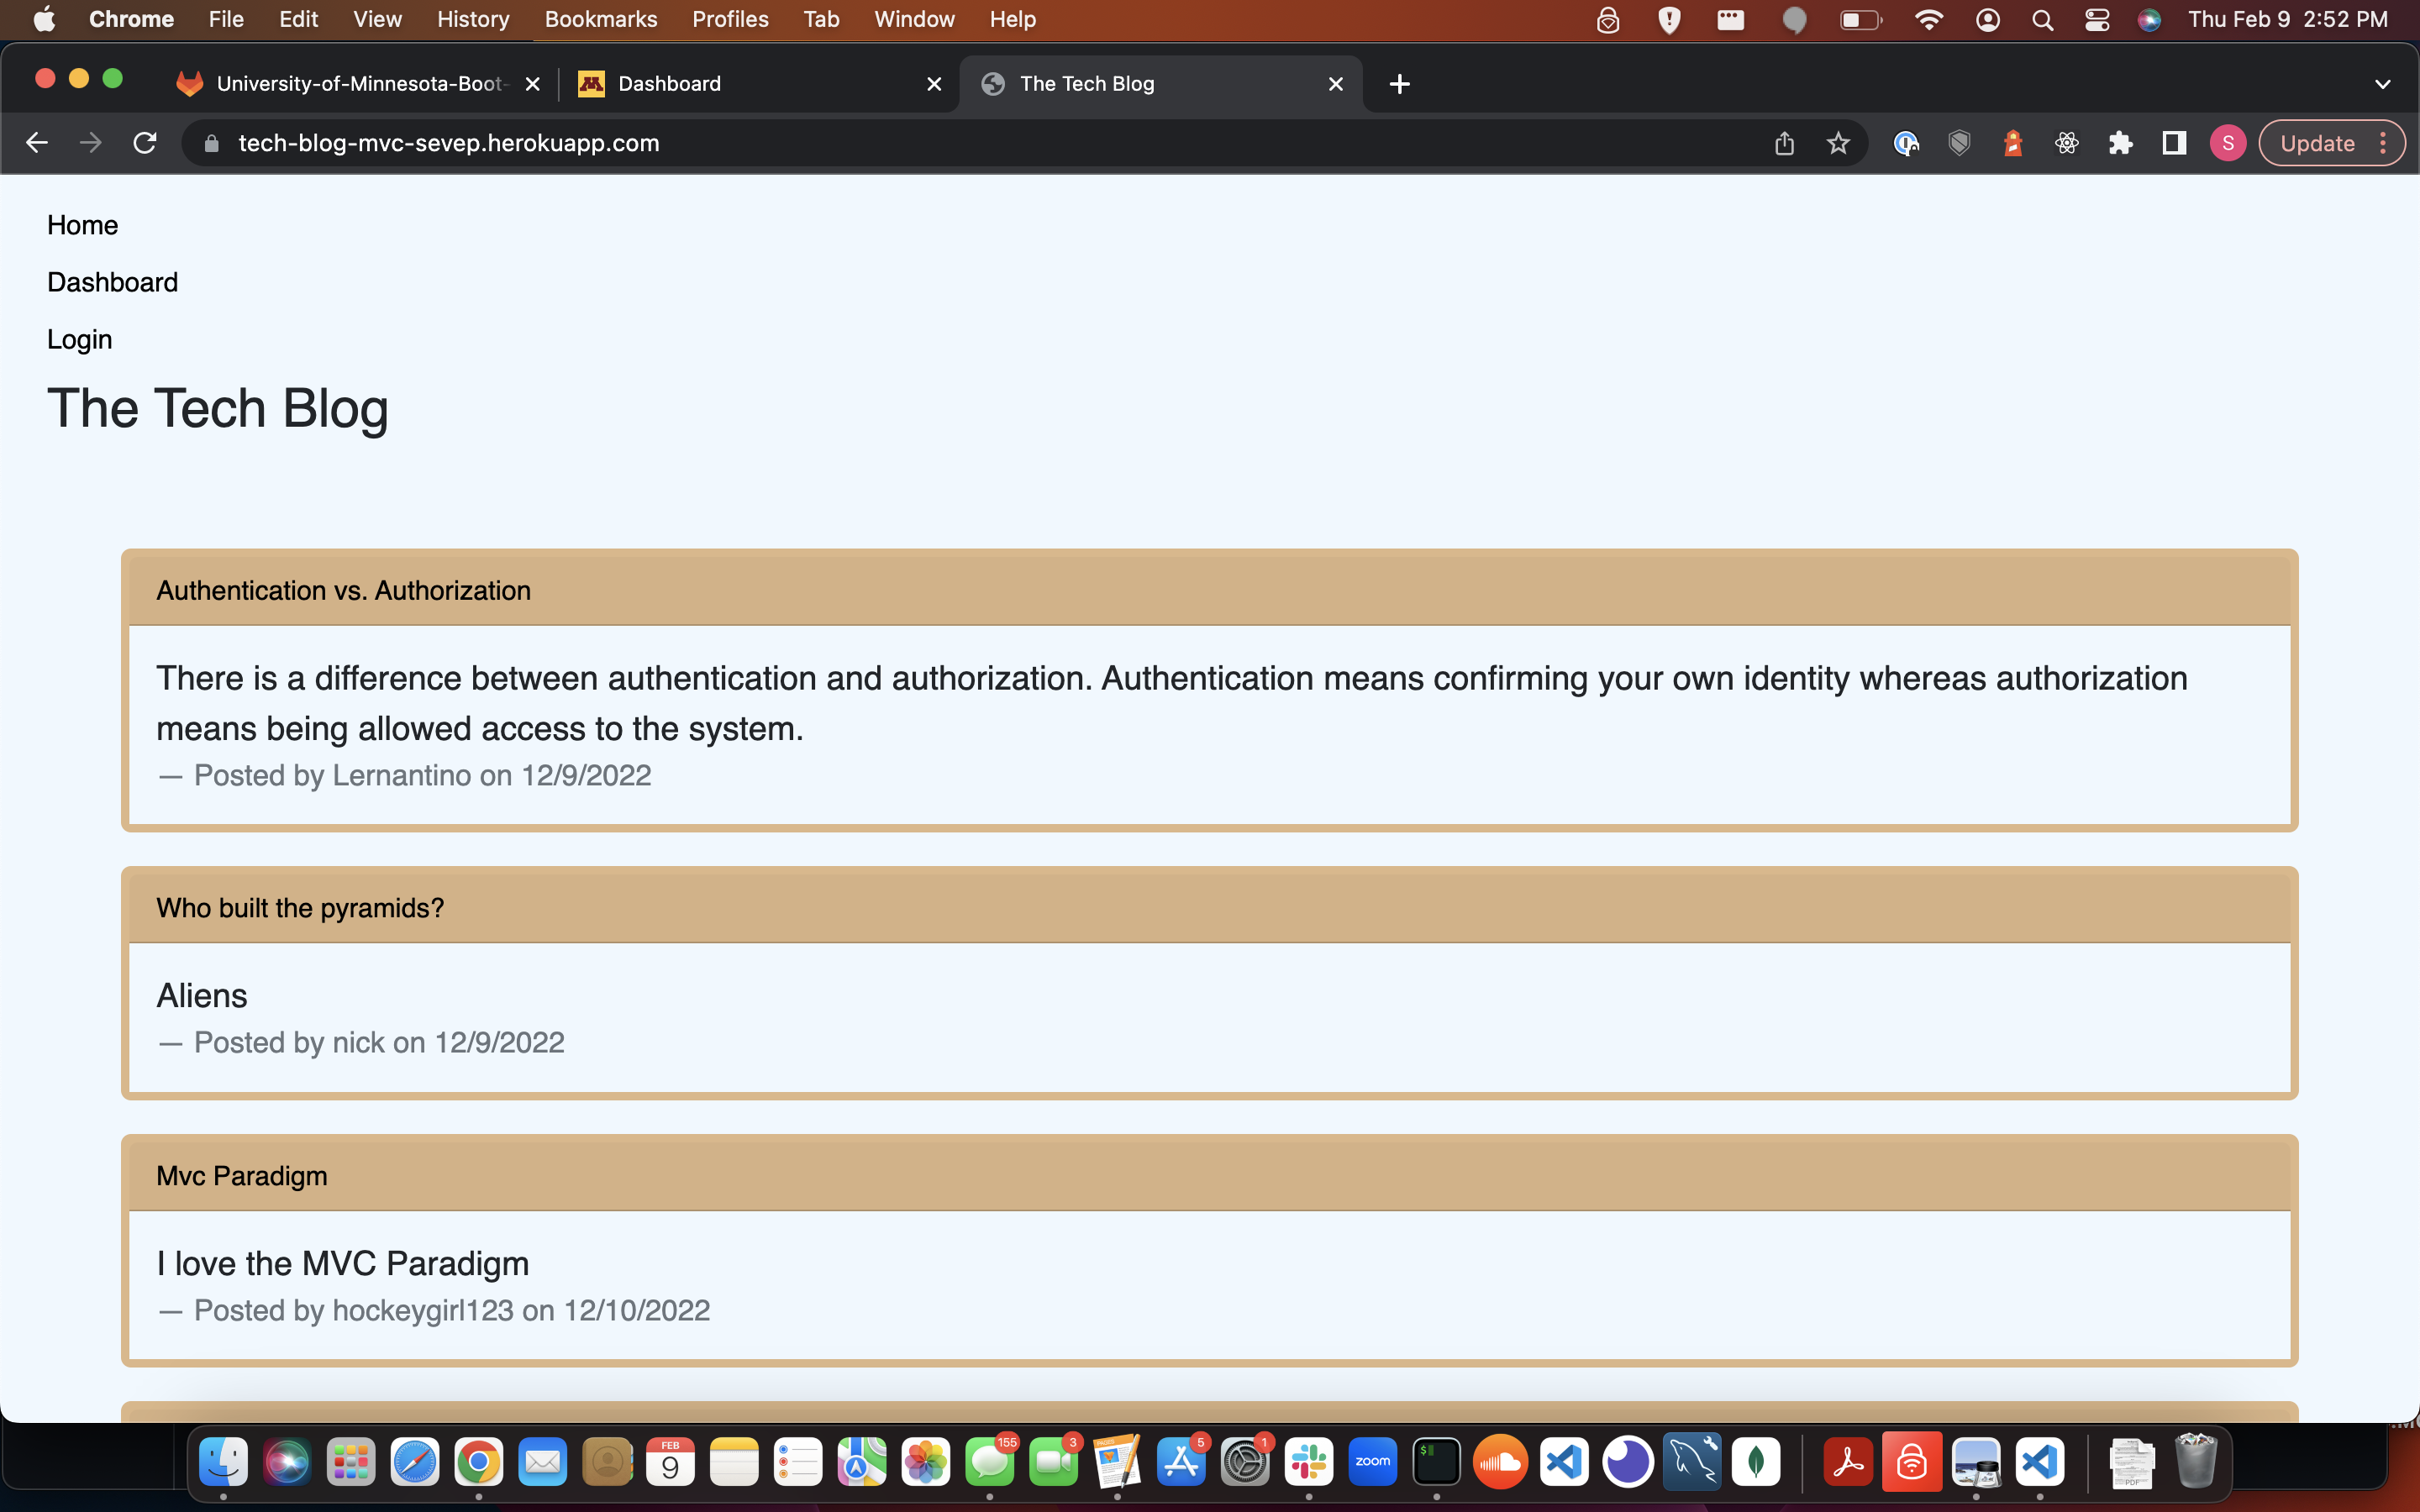 Chrome File Edit View History Bookmarks Profiles Tab Window Help Thu Feb 9 2:52 PM
University-of-Minnesota-Boot- Dashboard The Tech Blog
tech-blog-mvc-sevep.herokuapp.com S Update
Home
Dashboard
Login
The Tech Blog
Authentication vs. Authorization
There is a difference between authentication and authorization. Authentication means confirming your own identity whereas authorization
means being allowed access to the system.
— Posted by Lernantino on 12/9/2022
Who built the pyramids?
Aliens
— Posted by nick on 12/9/2022
Mvc Paradigm
I love the MVC Paradigm
— Posted by hockeygirl123 on 12/10/2022
FEB 155 3 PAGES 5 1
9 zoom $ PDF